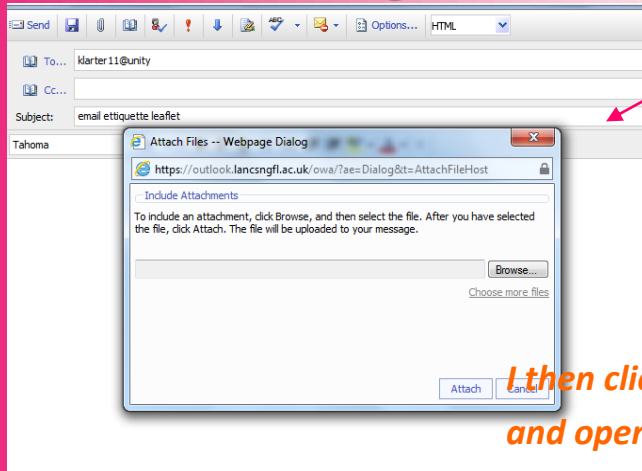 Send Options... HTML
To... klarter11@unity
Cc...
Subject: email ettiquette leaflet
Tahoma
Attach Files -- Webpage Dialog
https://outlook.lancsngfl.ac.uk/owa/?ae=Dialog&t=AttachFileHost
Include Attachments
To include an attachment, click Browse, and then select the file. After you have selected
the file, click Attach. The file will be uploaded to your message.
Browse...
Choose more files
Attach Cancel
I then clic
and oper